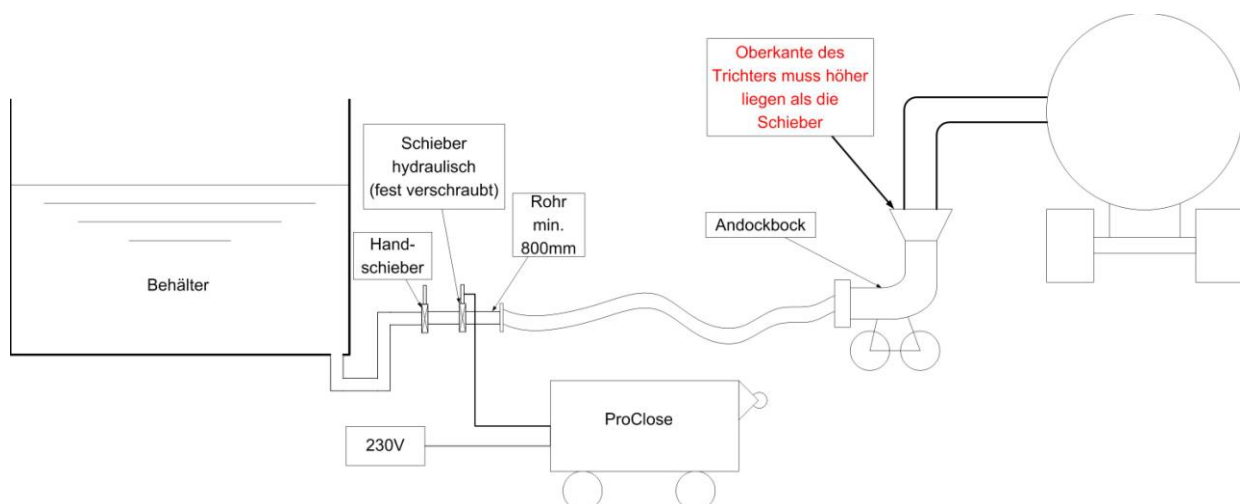 Oberkante des
Trichters muss höher
liegen als die
Schieber
Schieber
hydraulisch
(fest verschraubt)
Rohr
min.
800mm
Hand-
schieber
Andockbock
Behälter
ProClose
230V